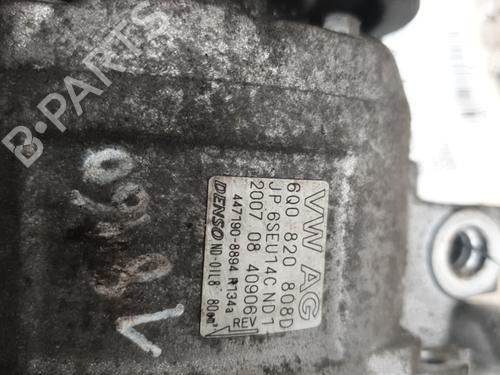 VW AG
6Q0 820 808D
JP 6SEU14C ND1
2007 08 40906
447190-8894 R134a
DENSO ND-OIL8 80cm³
REV
B-PARTS